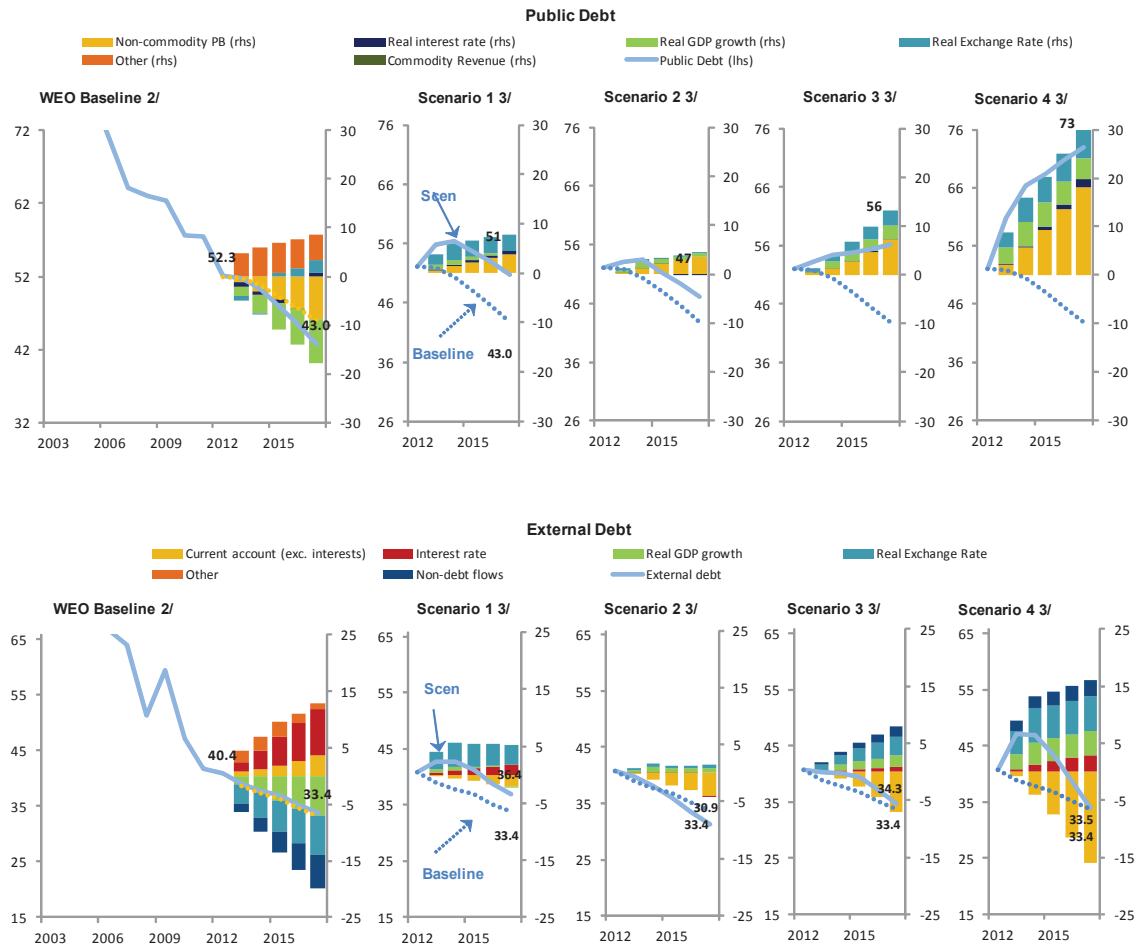 Public Debt
Non-commodity PB (rhs) Real interest rate (rhs) Real GDP growth (rhs) Real Exchange Rate (rhs)
Other (rhs) Commodity Revenue (rhs) Public Debt (lhs)
WEO Baseline 2/ Scenario 1 3/ Scenario 2 3/ Scenario 3 3/ Scenario 4 3/
72 62 52 42 32
30 20 10 0 -10 -20 -30
52.3
43.0
2003 2006 2009 2012 2015
76 66 56 46 36 26
30 20 10 0 -10 -20 -30
Scen
51
Baseline
43.0
2012 2015
76 66 56 46 36 26
30 20 10 0 -10 -20 -30
47
2012 2015
76 66 56 46 36 26
30 20 10 0 -10 -20 -30
56
2012 2015
76 66 56 46 36 26
30 20 10 0 -10 -20 -30
73
2012 2015
External Debt
Current account (exc. interests) Interest rate Real GDP growth Real Exchange Rate
Other Non-debt flows External debt
WEO Baseline 2/ Scenario 1 3/ Scenario 2 3/ Scenario 3 3/ Scenario 4 3/
65 55 45 35 25 15
25 15 5 -5 -15 -25
40.4
33.4
2003 2006 2009 2012 2015
65 55 45 35 25 15
25 15 5 -5 -15 -25
Scen
36.4
33.4
Baseline
2012 2015
65 55 45 35 25 15
25 15 5 -5 -15 -25
30.9
33.4
2012 2015
65 55 45 35 25 15
25 15 5 -5 -15 -25
34.3
33.4
2012 2015
65 55 45 35 25 15
25 15 5 -5 -15 -25
33.5
33.4
2012 2015